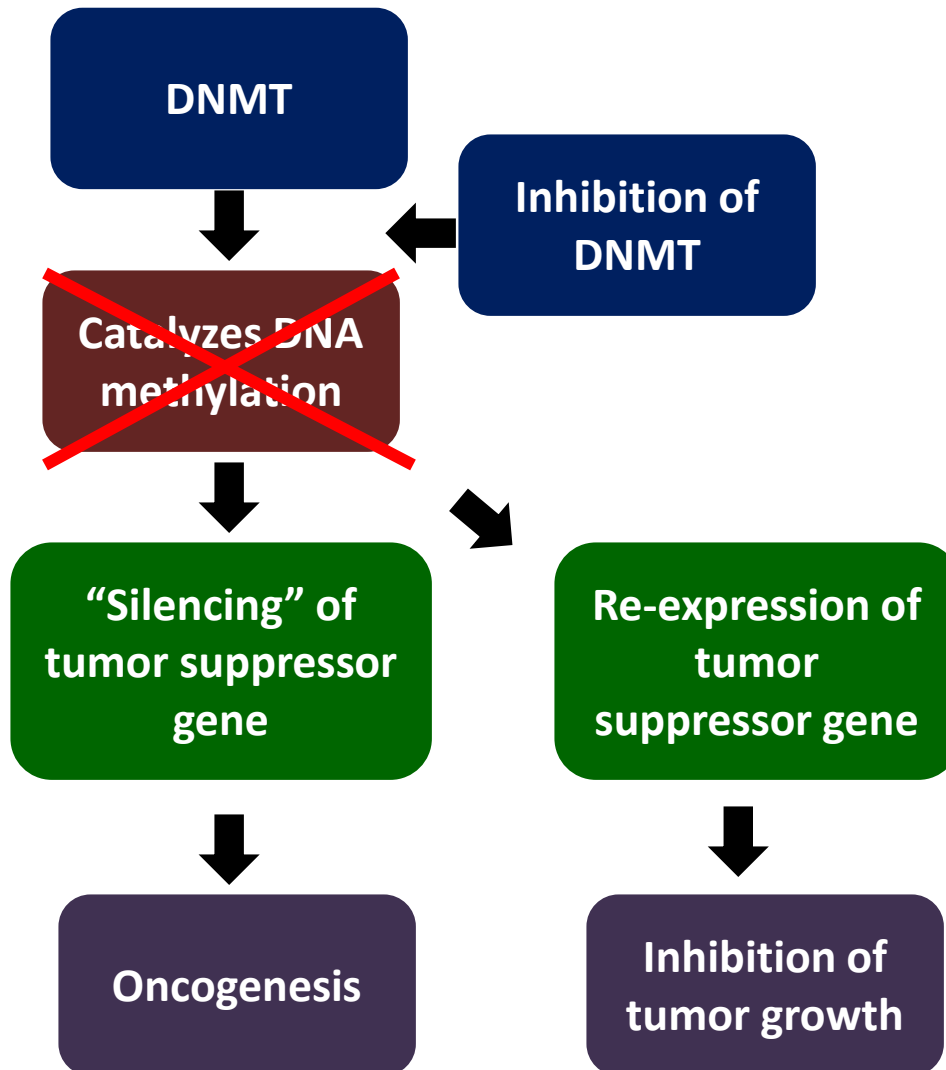 DNMT
Inhibition of
DNMT
Catalyzes DNA
methylation
“Silencing” of
tumor suppressor
gene
Re-expression of
tumor
suppressor gene
Oncogenesis
Inhibition of
tumor growth